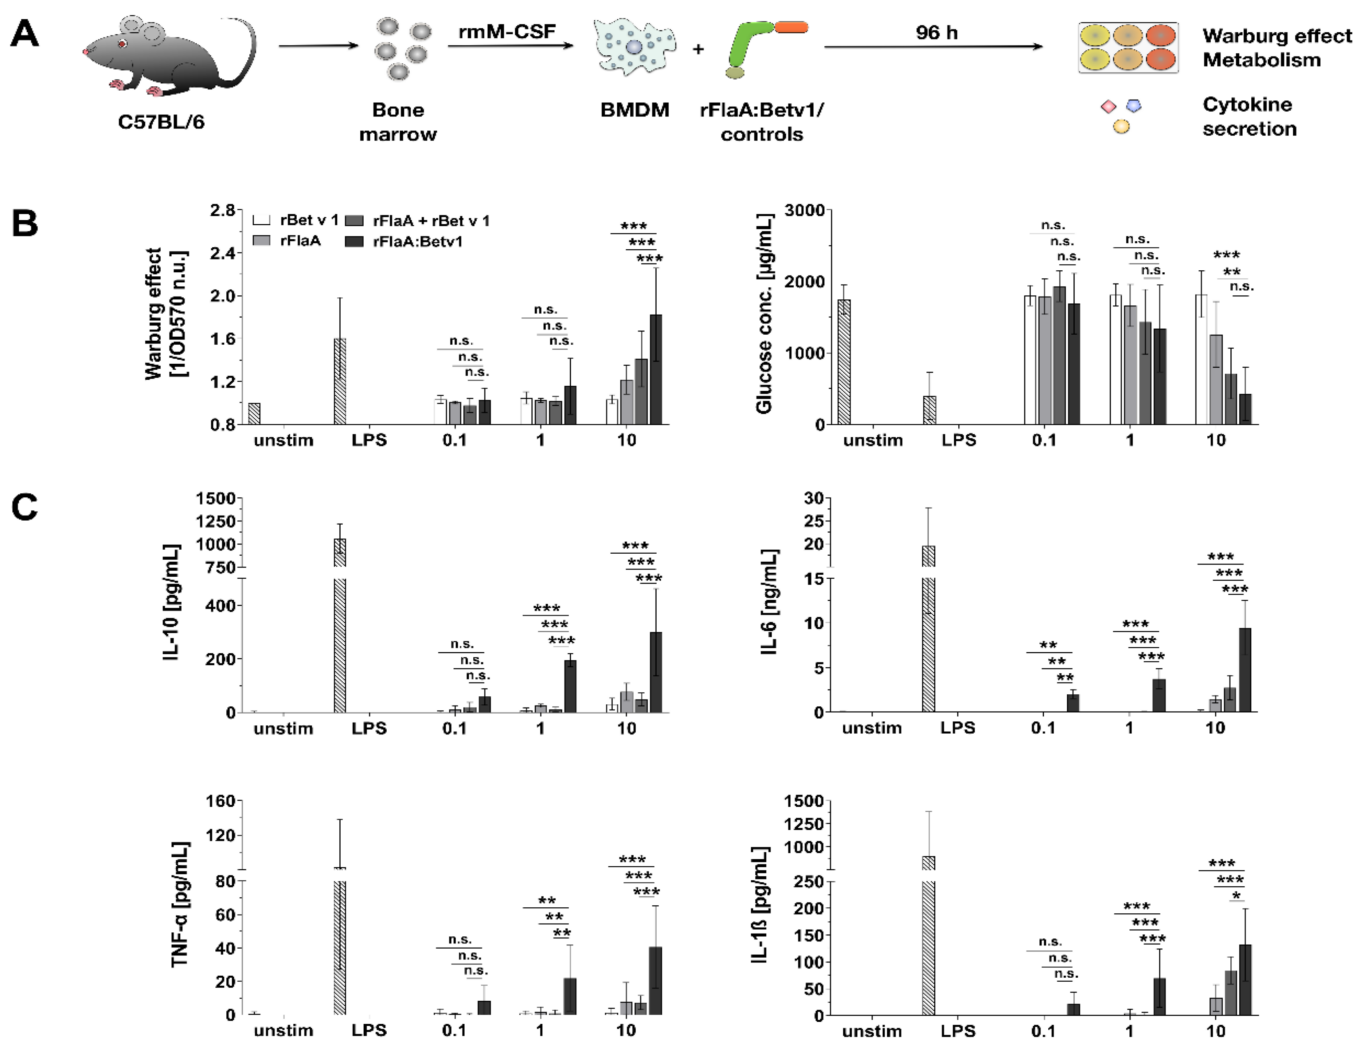 A
C57BL/6
Bone
marrow
rmM-CSF
BMDM
+
rFlaA:Betv1/
controls
96 h
Warburg effect
Metabolism
Cytokine
secretion
B
Warburg effect
[1/OD570 n.u.]
2.8
2.4
2.0
1.6
1.2
0.8
rBet v 1
rFlaA
rFlaA + rBet v 1
rFlaA:Betv1
n.s.
n.s.
n.s.
n.s.
n.s.
n.s.
***
***
***
unstim LPS 0.1 1 10
Glucose conc. [µg/mL]
3000
2000
1000
0
n.s.
n.s.
n.s.
n.s.
n.s.
n.s.
***
**
n.s.
unstim LPS 0.1 1 10
C
IL-10 [pg/mL]
1500
1250
1000
750
400
200
0
n.s.
n.s.
n.s.
***
***
***
***
***
***
unstim LPS 0.1 1 10
IL-6 [ng/mL]
30
25
20
15
10
5
0
**
**
**
***
***
***
***
***
***
unstim LPS 0.1 1 10
TNF-α [pg/mL]
160
120
80
60
40
20
0
n.s.
n.s.
n.s.
**
**
**
***
***
***
unstim LPS 0.1 1 10
IL-1ß [pg/mL]
1500
1250
1000
250
200
150
100
50
0
n.s.
n.s.
n.s.
***
***
***
***
***
*
unstim LPS 0.1 1 10